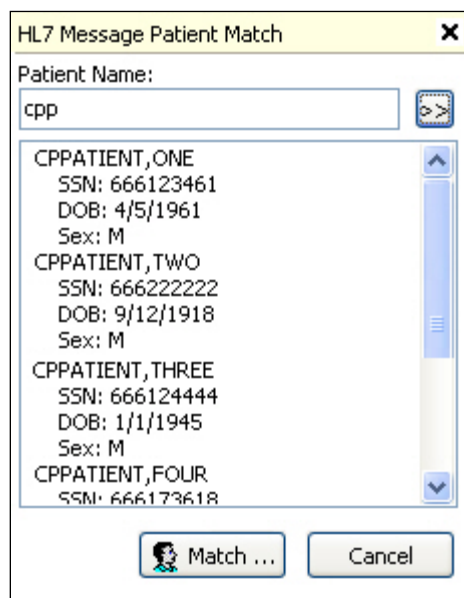 HL7 Message Patient Match
Patient Name:
cpp
>>
CPPATIENT,ONE
SSN: 666123461
DOB: 4/5/1961
Sex: M
CPPATIENT,TWO
SSN: 666222222
DOB: 9/12/1918
Sex: M
CPPATIENT,THREE
SSN: 666124444
DOB: 1/1/1945
Sex: M
CPPATIENT,FOUR
SSN: 666173618
Match ...
Cancel